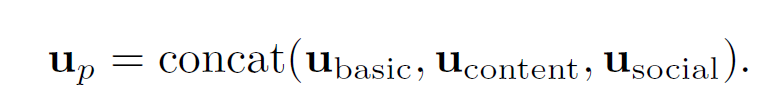 u_p = concat(u_basic, u_content, u_social).